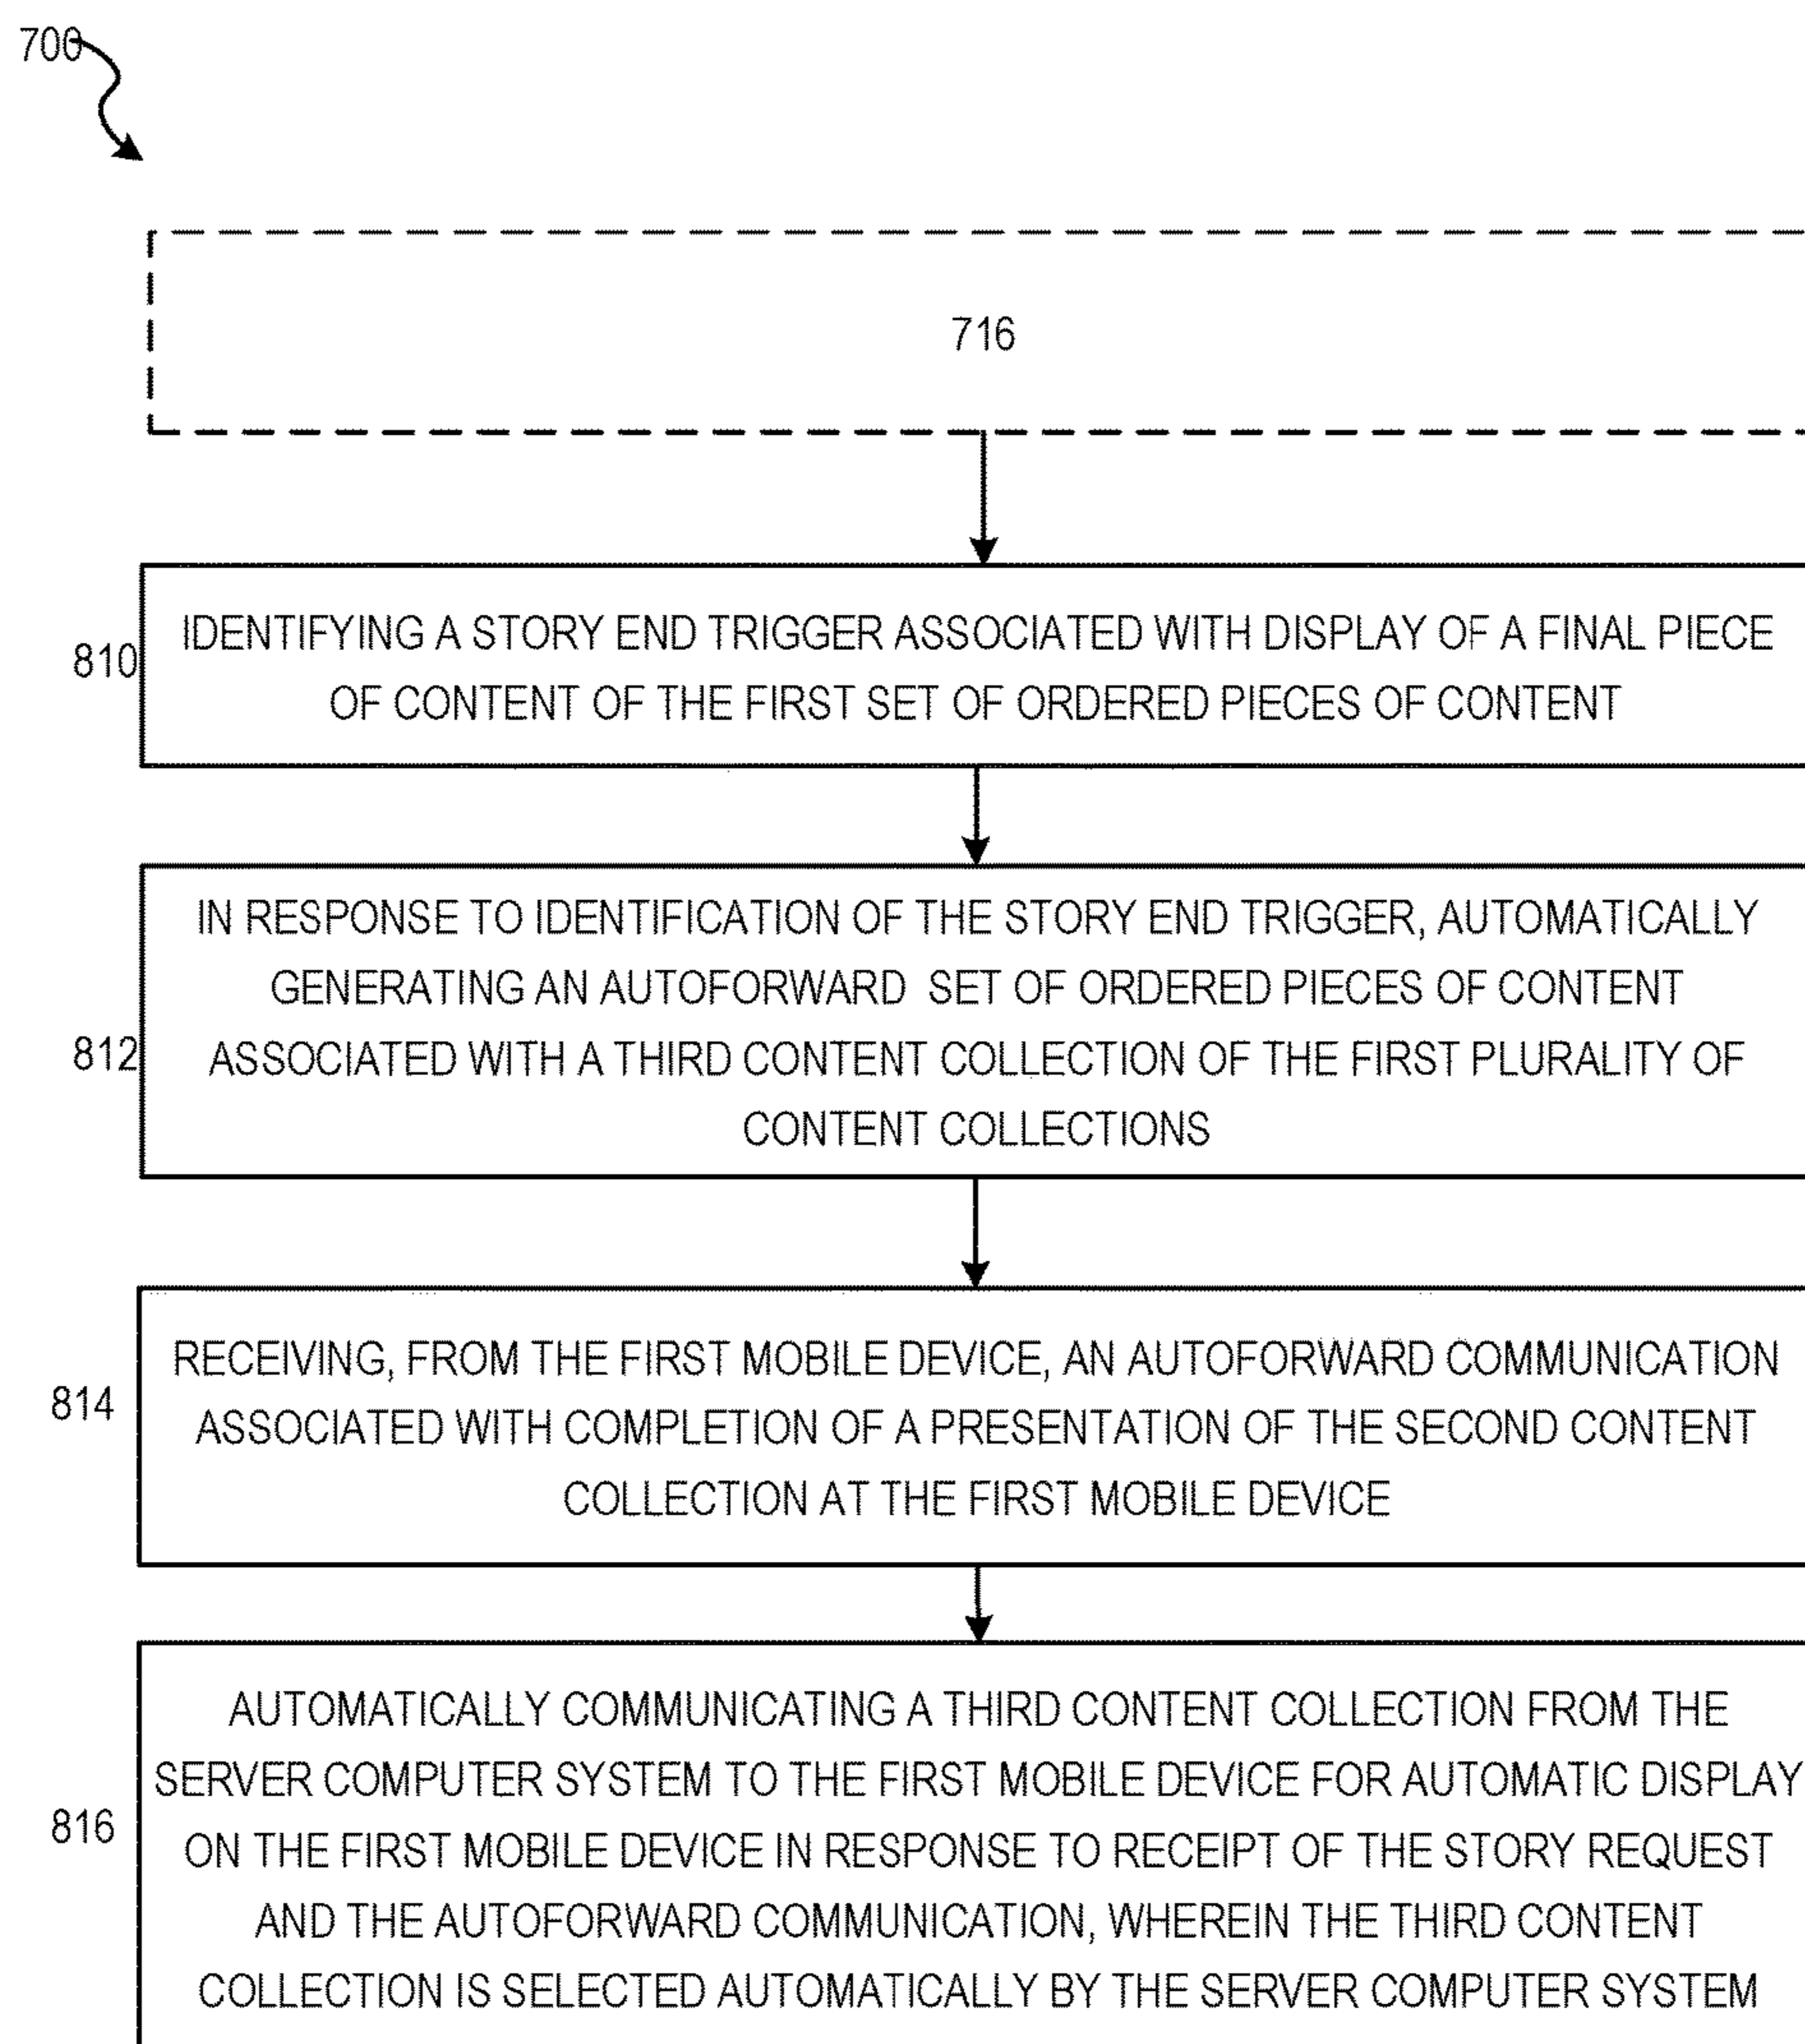 700
716
810
IDENTIFYING A STORY END TRIGGER ASSOCIATED WITH DISPLAY OF A FINAL PIECE
OF CONTENT OF THE FIRST SET OF ORDERED PIECES OF CONTENT
812
IN RESPONSE TO IDENTIFICATION OF THE STORY END TRIGGER, AUTOMATICALLY
GENERATING AN AUTOFORWARD SET OF ORDERED PIECES OF CONTENT
ASSOCIATED WITH A THIRD CONTENT COLLECTION OF THE FIRST PLURALITY OF
CONTENT COLLECTIONS
814
RECEIVING, FROM THE FIRST MOBILE DEVICE, AN AUTOFORWARD COMMUNICATION
ASSOCIATED WITH COMPLETION OF A PRESENTATION OF THE SECOND CONTENT
COLLECTION AT THE FIRST MOBILE DEVICE
816
AUTOMATICALLY COMMUNICATING A THIRD CONTENT COLLECTION FROM THE
SERVER COMPUTER SYSTEM TO THE FIRST MOBILE DEVICE FOR AUTOMATIC DISPLAY
ON THE FIRST MOBILE DEVICE IN RESPONSE TO RECEIPT OF THE STORY REQUEST
AND THE AUTOFORWARD COMMUNICATION, WHEREIN THE THIRD CONTENT
COLLECTION IS SELECTED AUTOMATICALLY BY THE SERVER COMPUTER SYSTEM